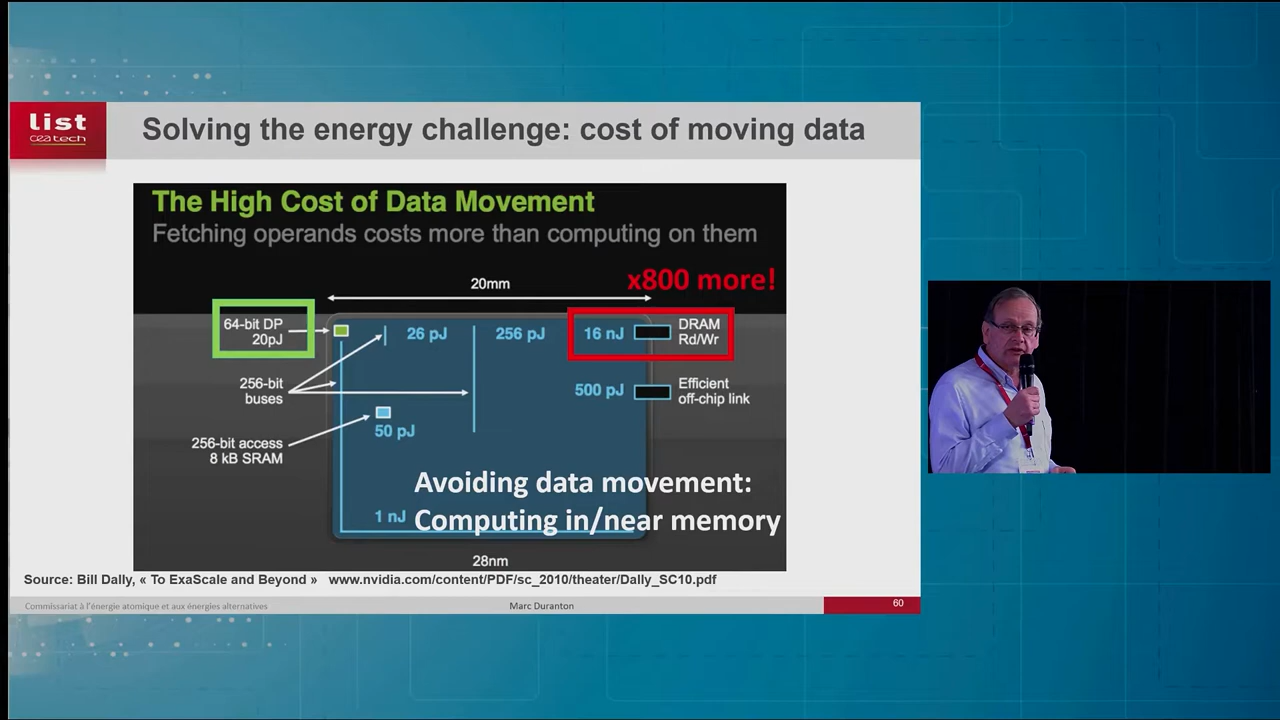 list
ceatech
Solving the energy challenge: cost of moving data
The High Cost of Data Movement
Fetching operands costs more than computing on them
x800 more!
20mm
64-bit DP
20pJ
26 pJ
256 pJ
16 nJ
DRAM
Rd/Wr
256-bit
buses
500 pJ
Efficient
off-chip link
50 pJ
256-bit access
8 kB SRAM
Avoiding data movement:
1 nJ
Computing in/near memory
28nm
Source: Bill Dally, « To ExaScale and Beyond » www.nvidia.com/content/PDF/sc_2010/theater/Dally_SC10.pdf
Commissariat à l'énergie atomique et aux énergies alternatives
Marc Duranton
60